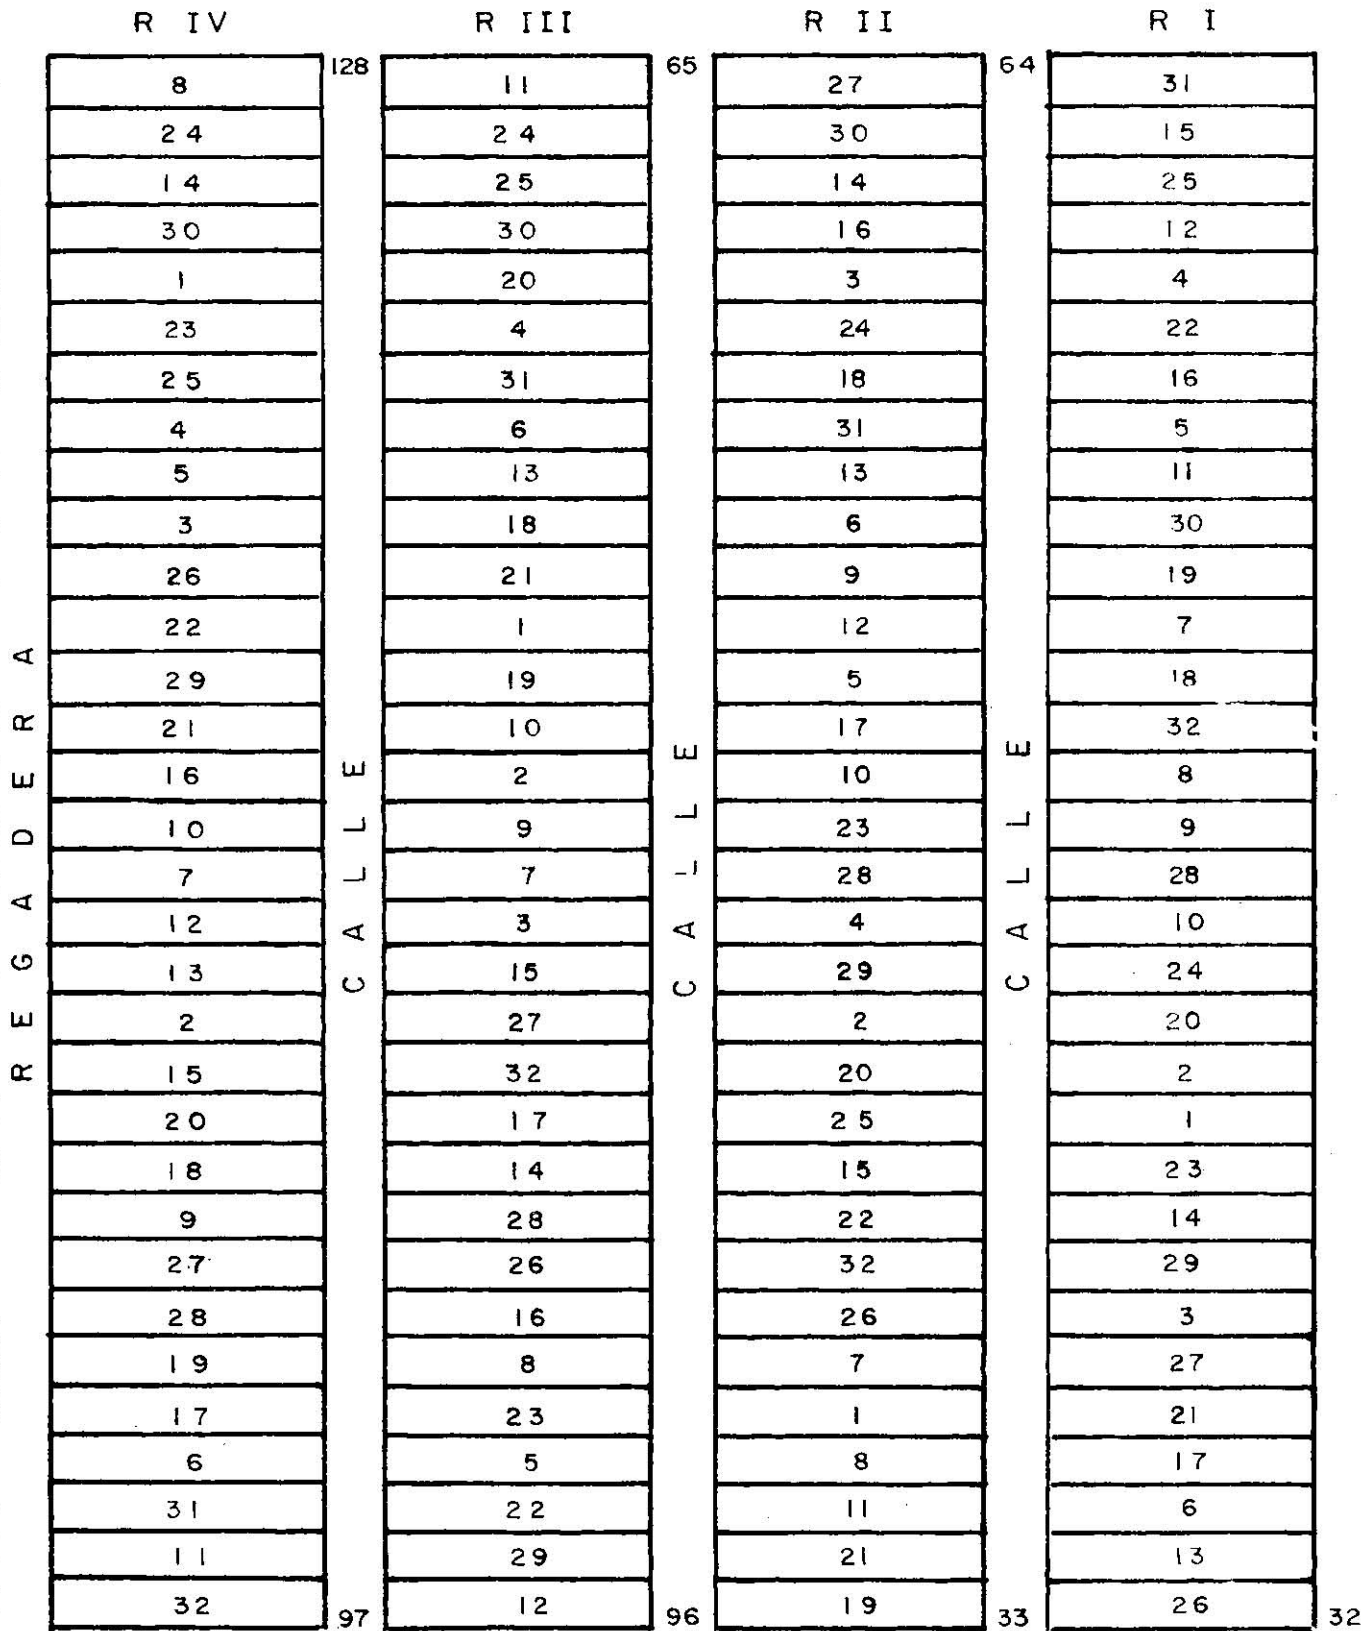 R IV R III R II R I
128 65 64
8 11 27 31
24 24 30 15
14 25 14 25
30 30 16 12
1 20 3 4
23 4 24 22
25 31 18 16
4 6 31 5
5 13 13 11
3 18 6 30
26 21 9 19
22 1 12 7
29 19 5 18
21 10 17 32
16 2 10 8
10 9 23 9
7 7 28 28
12 3 4 10
13 15 29 24
2 27 2 20
15 32 20 2
20 17 25 1
18 14 15 23
9 28 22 14
27 26 32 29
28 16 26 3
19 8 7 27
17 23 1 21
6 5 8 17
31 22 11 6
11 29 21 13
32 12 19 26
97 96 33 32
REGADERA
CALLE
CALLE
CALLE